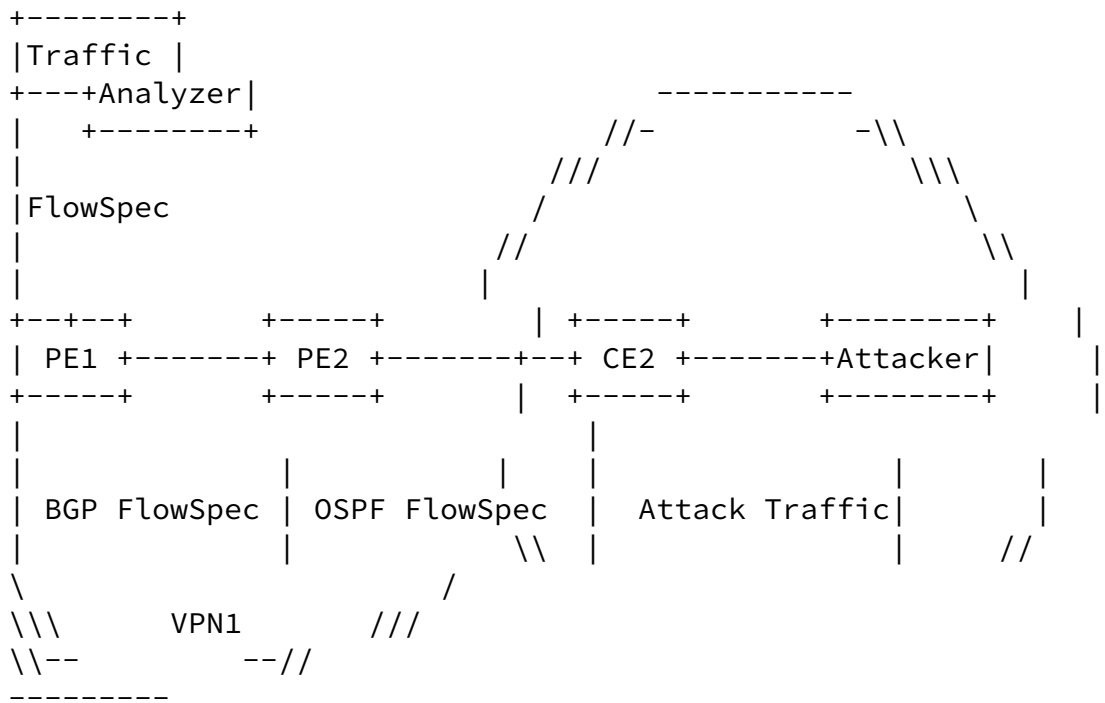 +--------+
|Traffic |
+---+Analyzer|                      -----------
|   +--------+                   //-           -\\
|                             ///                 \\\
|FlowSpec                    /                       \
|                          //                         \\
|                         |                             |
+--+--+       +-----+        | +-----+       +--------+    |
| PE1 +-------+ PE2 +-------+--+ CE2 +-------+Attacker|     |
+-----+       +-----+       |  +-----+       +--------+     |
|                               |
|              |           |    |                |       |
| BGP FlowSpec | OSPF FlowSpec  |  Attack Traffic|       |
|              |            \\  |                |     //
\                       /
\\\      VPN1        ///
\\--         --//
---------